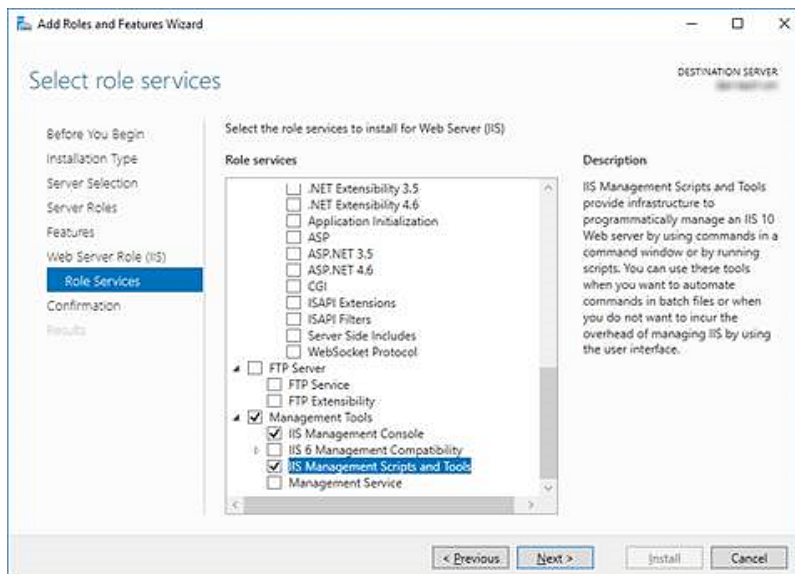 Add Roles and Features Wizard
Select role services
DESTINATION SERVER
Before You Begin
Installation Type
Server Selection
Server Roles
Features
Web Server Role (IIS)
Role Services
Confirmation
Results
Select the role services to install for Web Server (IIS)
Role services
.NET Extensibility 3.5
.NET Extensibility 4.6
Application Initialization
ASP
ASP.NET 3.5
ASP.NET 4.6
CGI
ISAPI Extensions
ISAPI Filters
Server Side Includes
WebSocket Protocol
FTP Server
FTP Service
FTP Extensibility
Management Tools
IIS Management Console
IIS 6 Management Compatibility
IIS Management Scripts and Tools
Management Service
Description
IIS Management Scripts and Tools
provide infrastructure to
programmatically manage an IIS 10
Web server by using commands in a
command window or by running
scripts. You can use these tools
when you want to automate
commands in batch files or when
you do not want to incur the
overhead of managing IIS by using
the user interface.
< Previous
Next >
Install
Cancel